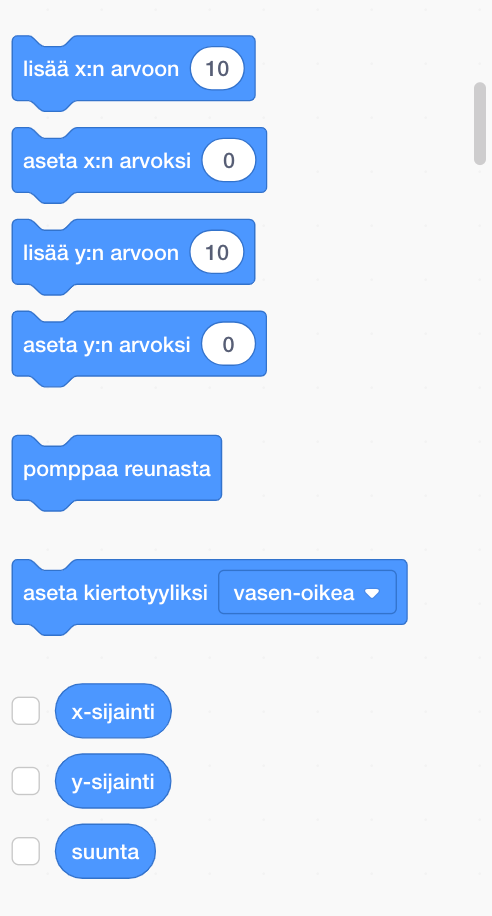 lisää x:n arvoon 10
aseta x:n arvoksi 0
lisää y:n arvoon 10
aseta y:n arvoksi 0
pomppaa reunasta
aseta kiertotyyliksi vasen-oikea
x-sijainti
y-sijainti
suunta